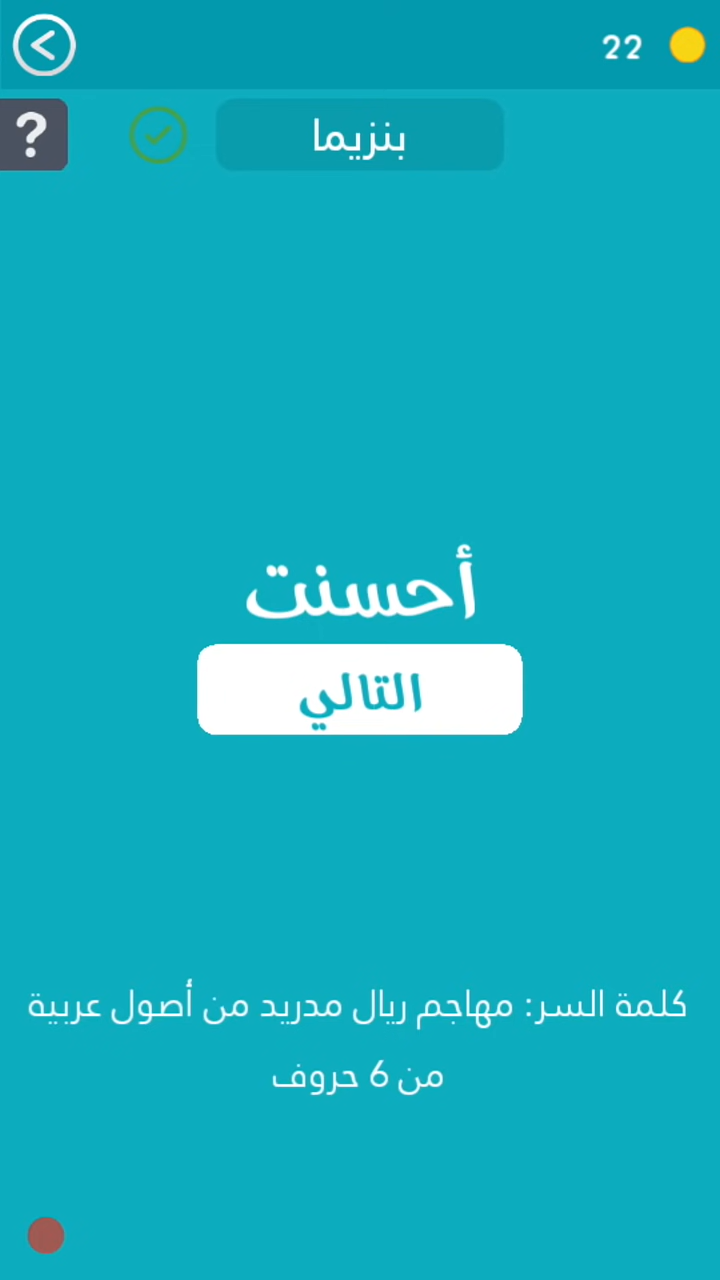 22
?
بنزيما
أحسنت
التالي
كلمة السر: مهاجم ريال مدريد من أصول عربية
من 6 حروف